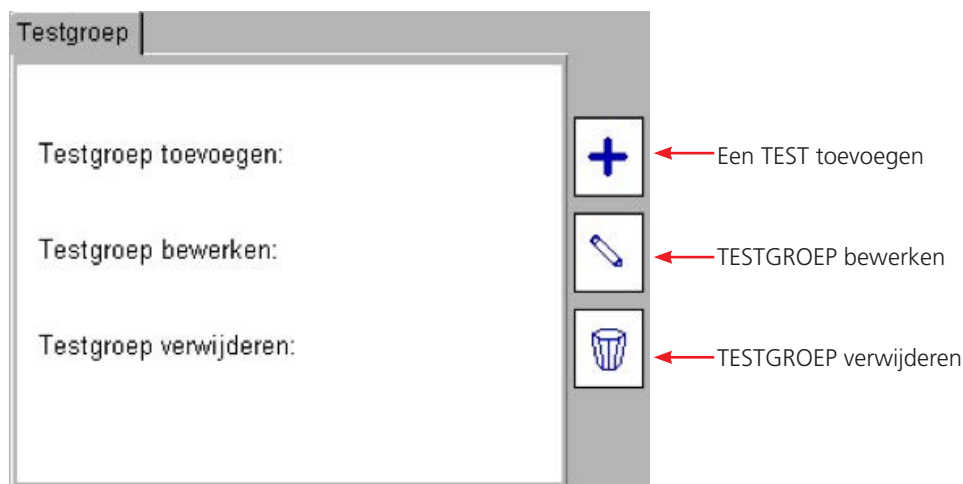 Testgroep
Testgroep toevoegen:
Een TEST toevoegen
Testgroep bewerken:
TESTGROEP bewerken
Testgroep verwijderen:
TESTGROEP verwijderen